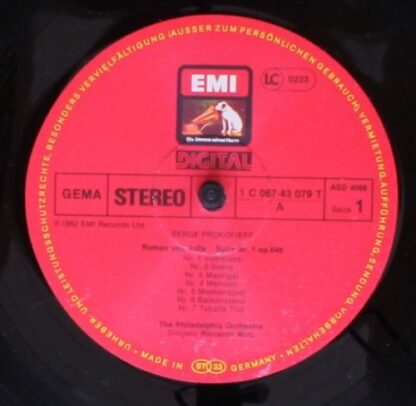 URHEBER- UND LEISTUNGSSCHUTZRECHTE, BESONDERS VERVIELFÄLTIGUNG (AUSSER ZUM PERSÖNLICHEN GEBRAUCH), VERMIETUNG, AUFFÜHRUNG, SENDUNG VORBEHALTEN
EMI
LC 0233
Die Stimme seines Herrn
DIGITAL
GEMA
STEREO
1 C 067-43 079 T
A
ASD 4068
Seite 1
℗ 1982 EMI Records Ltd.
SERGE PROKOFIEFF
Romeo und Julia · Suite Nr. 1 op.64b
Nr. 1 Volkstanz
Nr. 2 Szene
Nr. 3 Madrigal
Nr. 4 Menuett
Nr. 5 Maskenspiel
Nr. 6 Balkonszene
Nr. 7 Tybalts Tod
The Philadelphia Orchestra
Dirigent Riccardo Muti
MADE IN ST 33 GERMANY